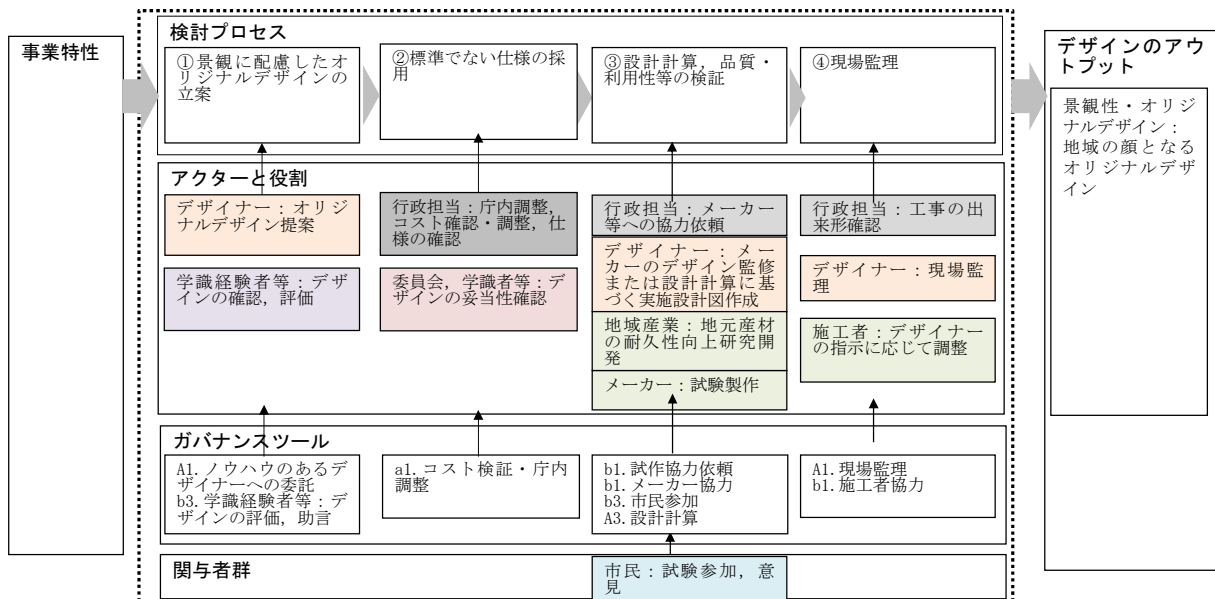 事業特性
検討プロセス
①景観に配慮したオ
リジナルデザインの
立案
②標準でない仕様の採
用
③設計計算，品質・
利用性等の検証
④現場監理
デザインのアウ
トプット
景観性・オリジ
ナルデザイン：
地域の顔となる
オリジナルデザ
イン
アクターと役割
デザイナー：オリジ
ナルデザイン提案
学識経験者等：デザ
インの確認，評価
行政担当：庁内調整，
コスト確認・調整，仕
様の確認
委員会，学識者等：デ
ザインの妥当性確認
行政担当：メーカー
等への協力依頼
デザイナー：メー
カーのデザイン監修
または設計計算に基
づく実施設計図作成
地域産業：地元産材
の耐久性向上研究開
発
メーカー：試験製作
行政担当：工事の出
来形確認
デザイナー：現場監
理
施工者：デザイナー
の指示に応じて調整
ガバナンスツール
A1.ノウハウのあるデ
ザイナーへの委託
b3.学識経験者等：デ
ザインの評価，助言
a1.コスト検証・庁内
調整
b1.試作協力依頼
b1.メーカー協力
b3.市民参加
A3.設計計算
A1.現場監理
b1.施工者協力
関与者群
市民：試験参加，意
見